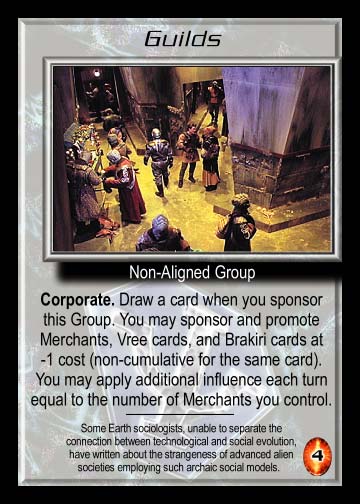 Guilds
Non-Aligned Group
Corporate. Draw a card when you sponsor
this Group. You may sponsor and promote
Merchants, Vree cards, and Brakiri cards at
-1 cost (non-cumulative for the same card).
You may apply additional influence each turn
equal to the number of Merchants you control.
Some Earth sociologists, unable to separate the
connection between technological and social evolution,
have written about the strangeness of advanced alien
societies employing such archaic social models.
4